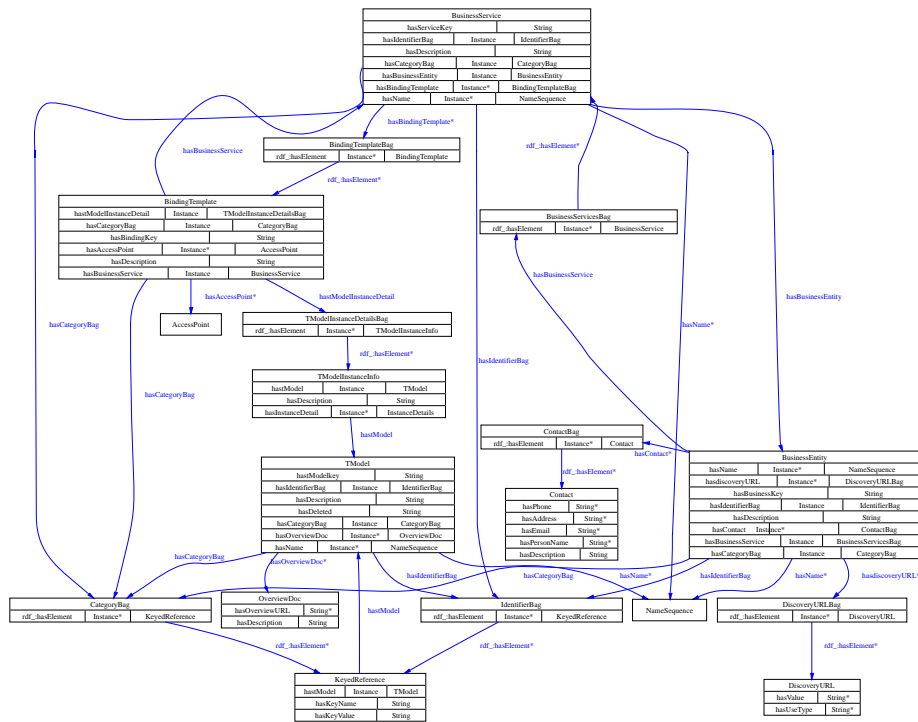 BusinessService
hasServiceKey String
hasIdentifierBag Instance IdentifierBag
hasDescription String
hasCategoryBag Instance CategoryBag
hasBusinessEntity Instance BusinessEntity
hasBindingTemplate Instance* BindingTemplateBag
hasName Instance* NameSequence
hasBindingTemplate*
hasBusinessService
rdf_:hasElement*
BindingTemplateBag
rdf_:hasElement Instance* BindingTemplate
rdf_:hasElement*
BindingTemplate
hastModelInstanceDetail Instance TModelInstanceDetailsBag
hasCategoryBag Instance CategoryBag
hasBindingKey String
hasAccessPoint Instance* AccessPoint
hasDescription String
hasBusinessService Instance BusinessService
BusinessServicesBag
rdf_:hasElement Instance* BusinessService
hasBusinessService
hasAccessPoint*
hastModelInstanceDetail
hasBusinessEntity
AccessPoint
TModelInstanceDetailsBag
rdf_:hasElement Instance* TModelInstanceInfo
hasCategoryBag
hasName*
rdf_:hasElement*
hasIdentifierBag
TModelInstanceInfo
hastModel Instance TModel
hasDescription String
hasInstanceDetail Instance* InstanceDetails
hasCategoryBag
hastModel
ContactBag
rdf_:hasElement Instance* Contact
hasContact*
rdf_:hasElement*
TModel
hasTModelkey String
hasIdentifierBag Instance IdentifierBag
hasDescription String
hasDeleted String
hasCategoryBag Instance CategoryBag
hasOverviewDoc Instance* OverviewDoc
hasName Instance* NameSequence
Contact
hasPhone String*
hasAddress String*
hasEmail String*
hasPersonName String*
hasDescription String
BusinessEntity
hasName Instance* NameSequence
hasdiscoveryURL Instance* DiscoveryURLBag
hasBusinessKey String
hasIdentifierBag Instance IdentifierBag
hasDescription String
hasContact Instance* ContactBag
hasBusinessService Instance BusinessServicesBag
hasCategoryBag Instance CategoryBag
hasCategoryBag
hasOverviewDoc*
hasIdentifierBag
hasCategoryBag
hasName*
hasIdentifierBag
hasName*
hasdiscoveryURL*
CategoryBag
rdf_:hasElement Instance* KeyedReference
OverviewDoc
hasOverviewURL String*
hasDescription String
hastModel
IdentifierBag
rdf_:hasElement Instance* KeyedReference
NameSequence
DiscoveryURLBag
rdf_:hasElement Instance* DiscoveryURL
rdf_:hasElement*
rdf_:hasElement*
rdf_:hasElement*
KeyedReference
hastModel Instance TModel
hasKeyName String
hasKeyValue String
DiscoveryURL
hasValue String*
hasUseType String*